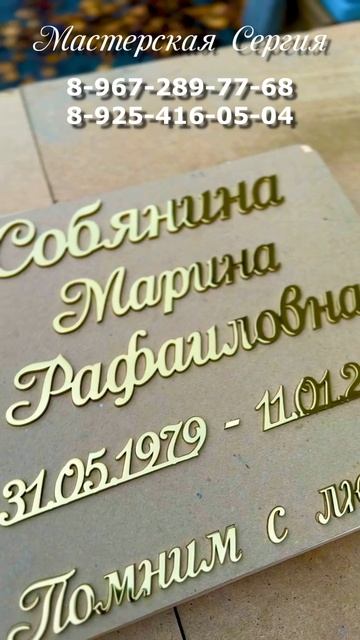 Мастерская Сергия
8-967-289-77-68
8-925-416-05-04
Собянина
Марина
Рафаиловна
31.05.1979 - 11.01.2
Помним с лю